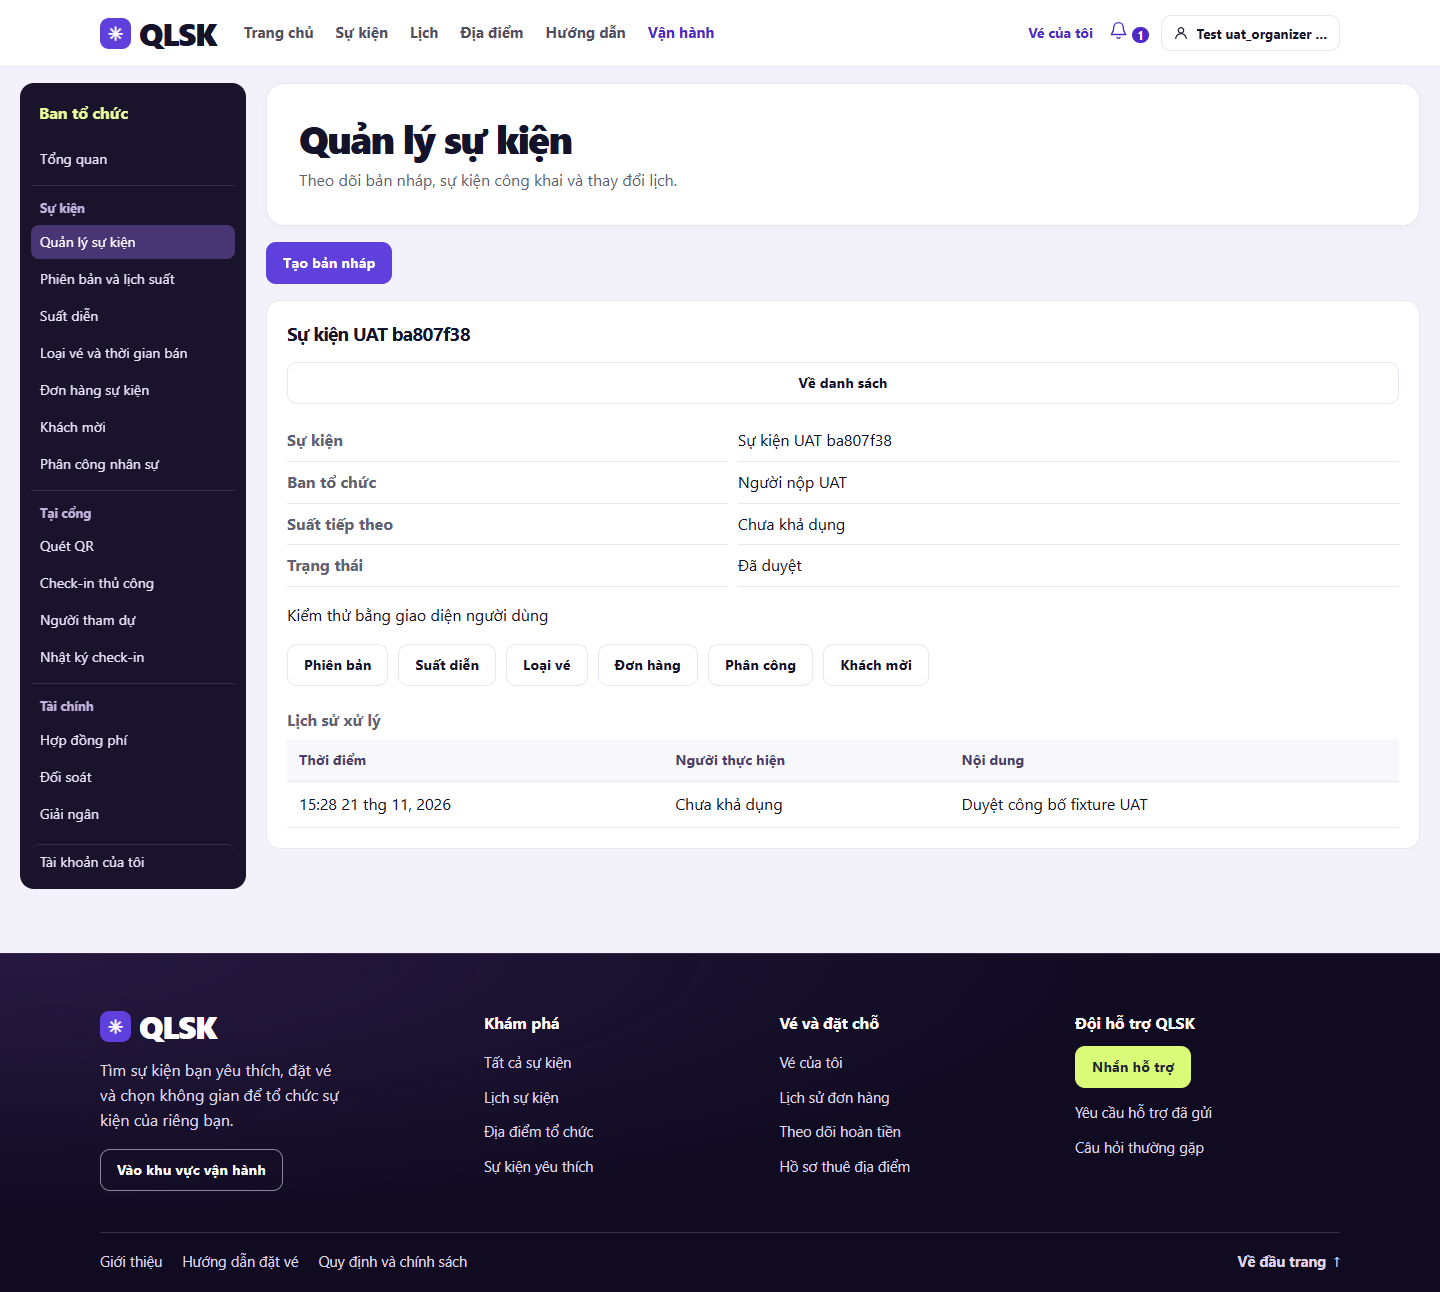 QLSK
Trang chủ
Sự kiện
Lịch
Địa điểm
Hướng dẫn
Vận hành
Vé của tôi
1
Test uat_organizer ...
Ban tổ chức
Tổng quan
Sự kiện
Quản lý sự kiện
Phiên bản và lịch suất
Suất diễn
Loại vé và thời gian bán
Đơn hàng sự kiện
Khách mời
Phân công nhân sự
Tại cổng
Quét QR
Check-in thủ công
Người tham dự
Nhật ký check-in
Tài chính
Hợp đồng phí
Đối soát
Giải ngân
Tài khoản của tôi
Quản lý sự kiện
Theo dõi bản nháp, sự kiện công khai và thay đổi lịch.
Tạo bản nháp
Sự kiện UAT ba807f38
Về danh sách
Sự kiện Sự kiện UAT ba807f38
Ban tổ chức Người nộp UAT
Suất tiếp theo Chưa khả dụng
Trạng thái Đã duyệt
Kiểm thử bằng giao diện người dùng
Phiên bản
Suất diễn
Loại vé
Đơn hàng
Phân công
Khách mời
Lịch sử xử lý
Thời điểm Người thực hiện Nội dung
15:28 21 thg 11, 2026 Chưa khả dụng Duyệt công bố fixture UAT
QLSK
Tìm sự kiện bạn yêu thích, đặt vé
và chọn không gian để tổ chức sự
kiện của riêng bạn.
Vào khu vực vận hành
Khám phá
Tất cả sự kiện
Lịch sự kiện
Địa điểm tổ chức
Sự kiện yêu thích
Vé và đặt chỗ
Vé của tôi
Lịch sử đơn hàng
Theo dõi hoàn tiền
Hồ sơ thuê địa điểm
Đội hỗ trợ QLSK
Nhắn hỗ trợ
Yêu cầu hỗ trợ đã gửi
Câu hỏi thường gặp
Giới thiệu
Hướng dẫn đặt vé
Quy định và chính sách
Về đầu trang ↑